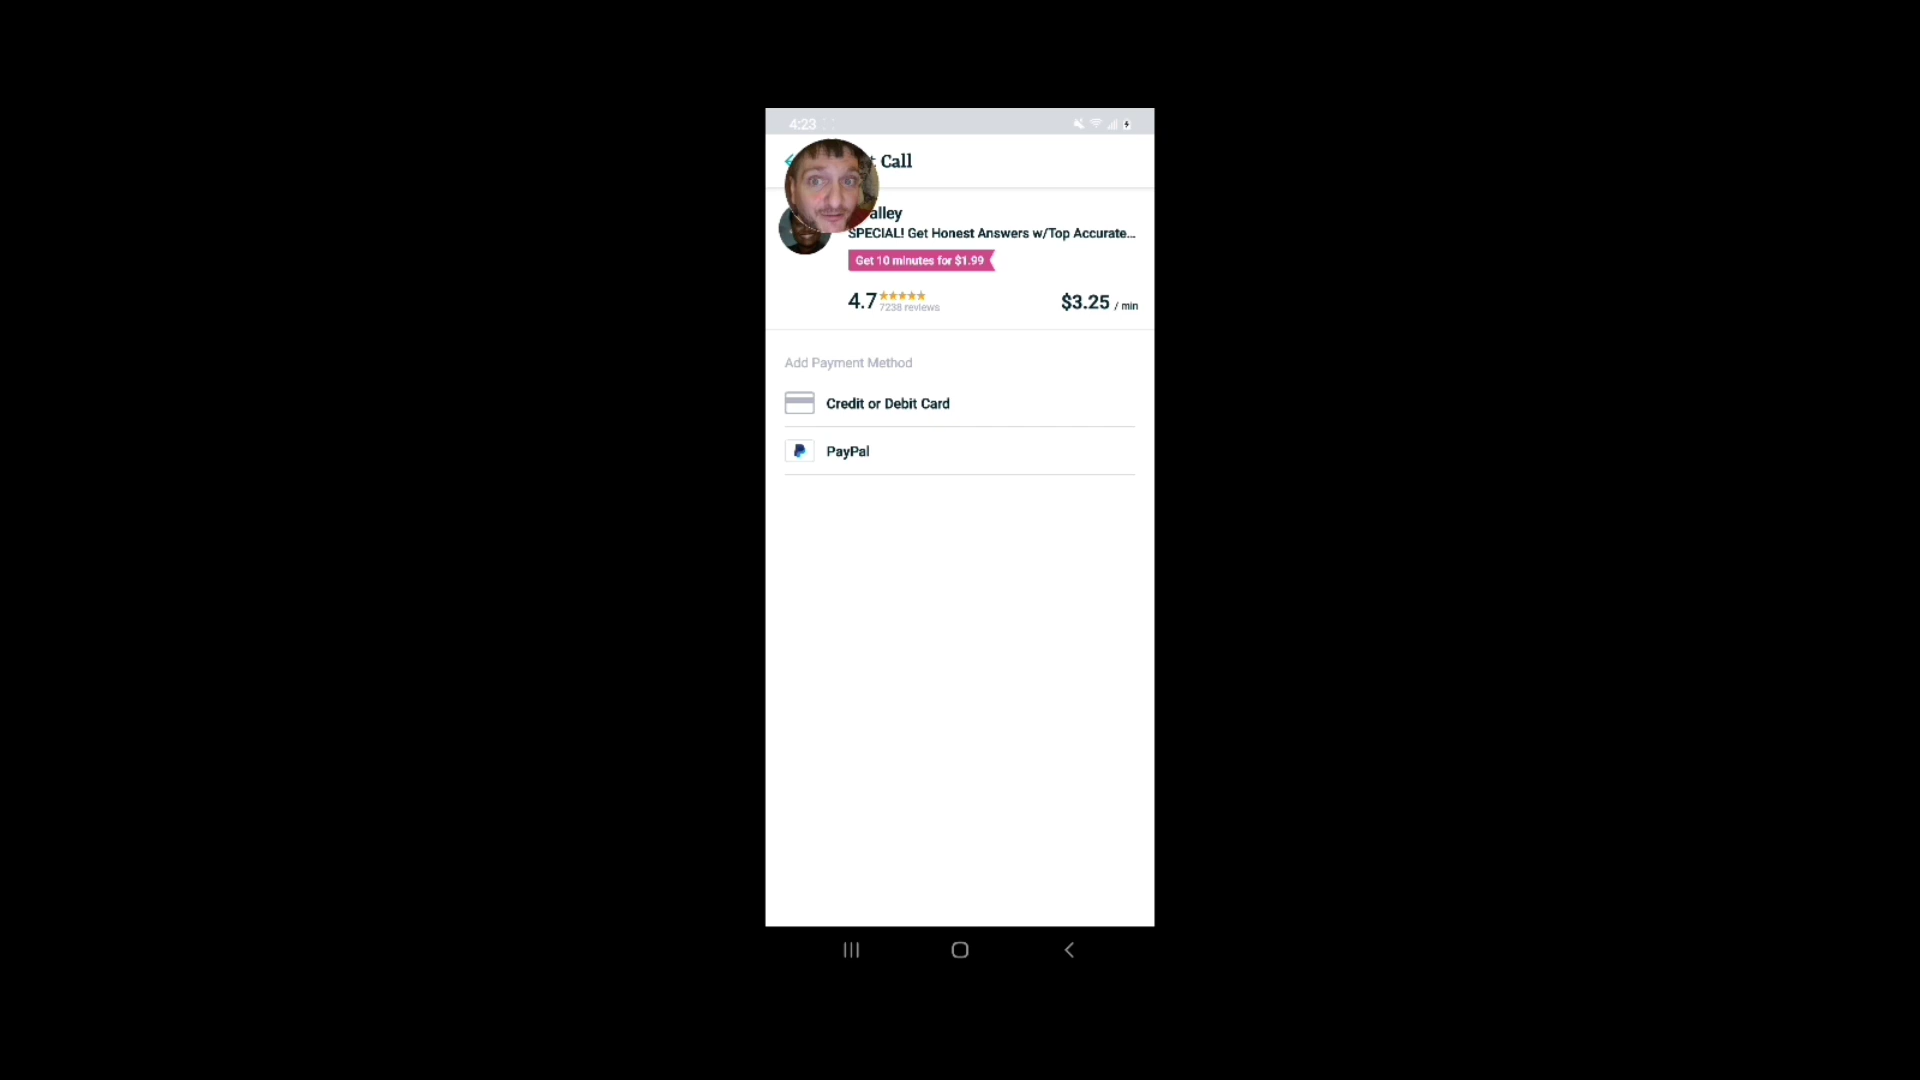 4:23
Call
alley
SPECIAL! Get Honest Answers w/Top Accurate...
Get 10 minutes for $1.99
4.7
7238 reviews
$3.25 / min
Add Payment Method
Credit or Debit Card
PayPal